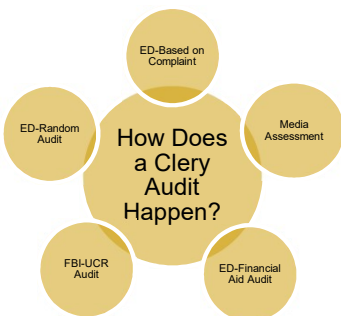 ED-Based on
Complaint
ED-Random
Audit
How Does
a Clery
Audit
Happen?
Media
Assessment
FBI-UCR
Audit
ED-Financial
Aid Audit